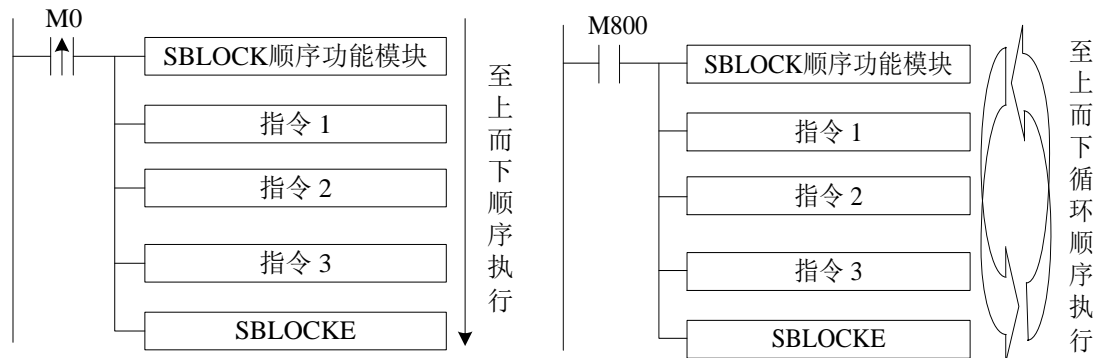 M0
SBLOCK顺序功能模块
指令 1
指令 2
指令 3
SBLOCKE
至上而下顺序执行
M800
SBLOCK顺序功能模块
指令 1
指令 2
指令 3
SBLOCKE
至上而下循环顺序执行